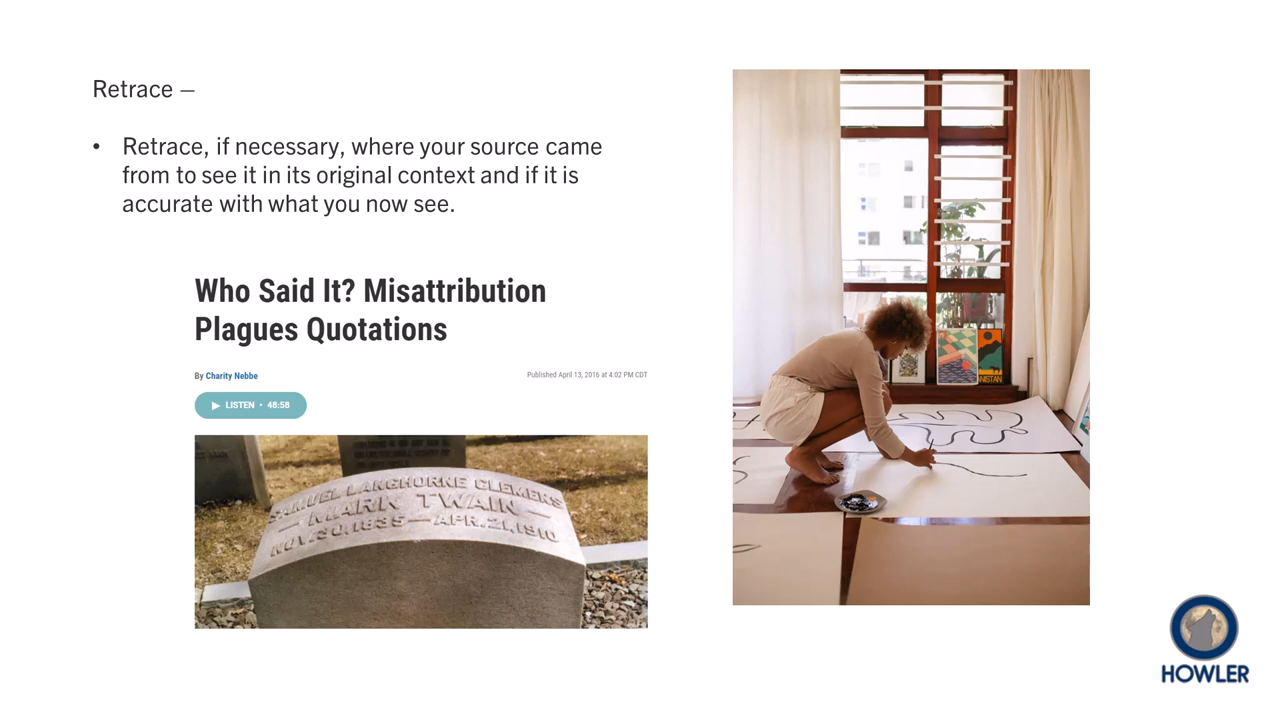 Retrace –
• Retrace, if necessary, where your source came
from to see it in its original context and if it is
accurate with what you now see.
Who Said It? Misattribution
Plagues Quotations
By Charity Nebbe
Published April 13, 2016 at 4:02 PM CDT
LISTEN • 48:58
SAMUEL LANGHORNE CLEMENS
— MARK TWAIN —
NOV. 30. 1835 — APR. 21, 1910
NISTAN
HOWLER